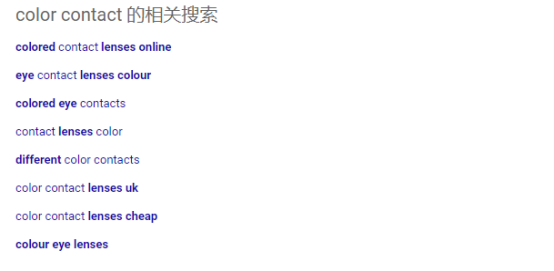 color contact 的相关搜索
colored contact lenses online
eye contact lenses colour
colored eye contacts
contact lenses color
different color contacts
color contact lenses uk
color contact lenses cheap
colour eye lenses